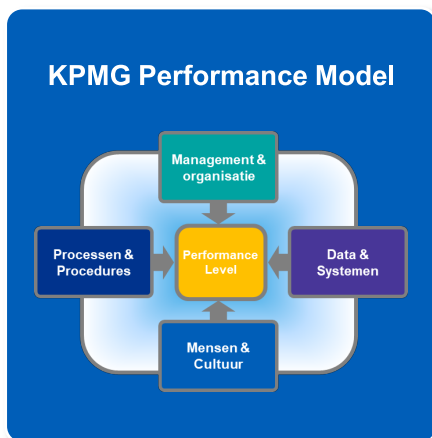 KPMG Performance Model
Management &
organisatie
Processen &
Procedures
Performance
Level
Data &
Systemen
Mensen &
Cultuur